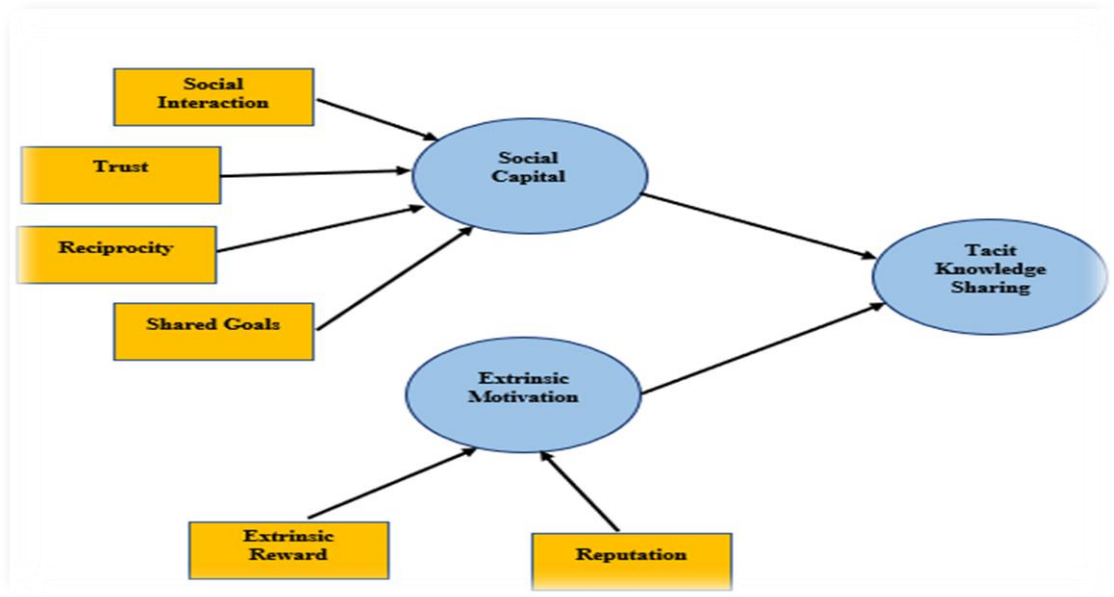 Social
Interaction
Trust
Reciprocity
Shared Goals
Social
Capital
Tacit
Knowledge
Sharing
Extrinsic
Motivation
Extrinsic
Reward
Reputation